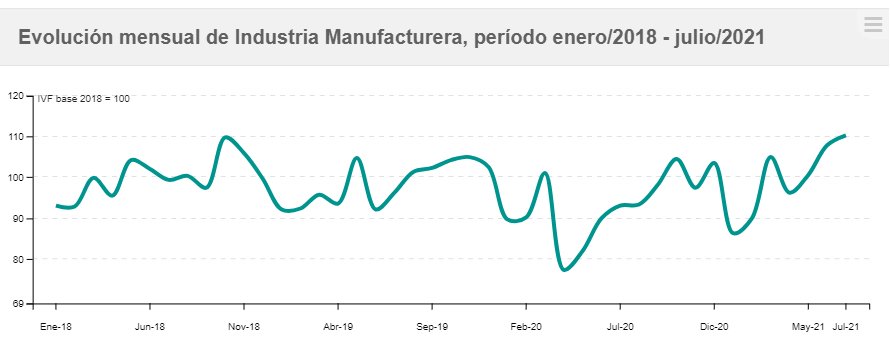 Evolución mensual de Industria Manufacturera, período enero/2018 - julio/2021
120
IVF base 2018 = 100
110
100
90
80
69
Ene-18 Jun-18 Nov-18 Abr-19 Sep-19 Feb-20 Jul-20 Dic-20 May-21 Jul-21